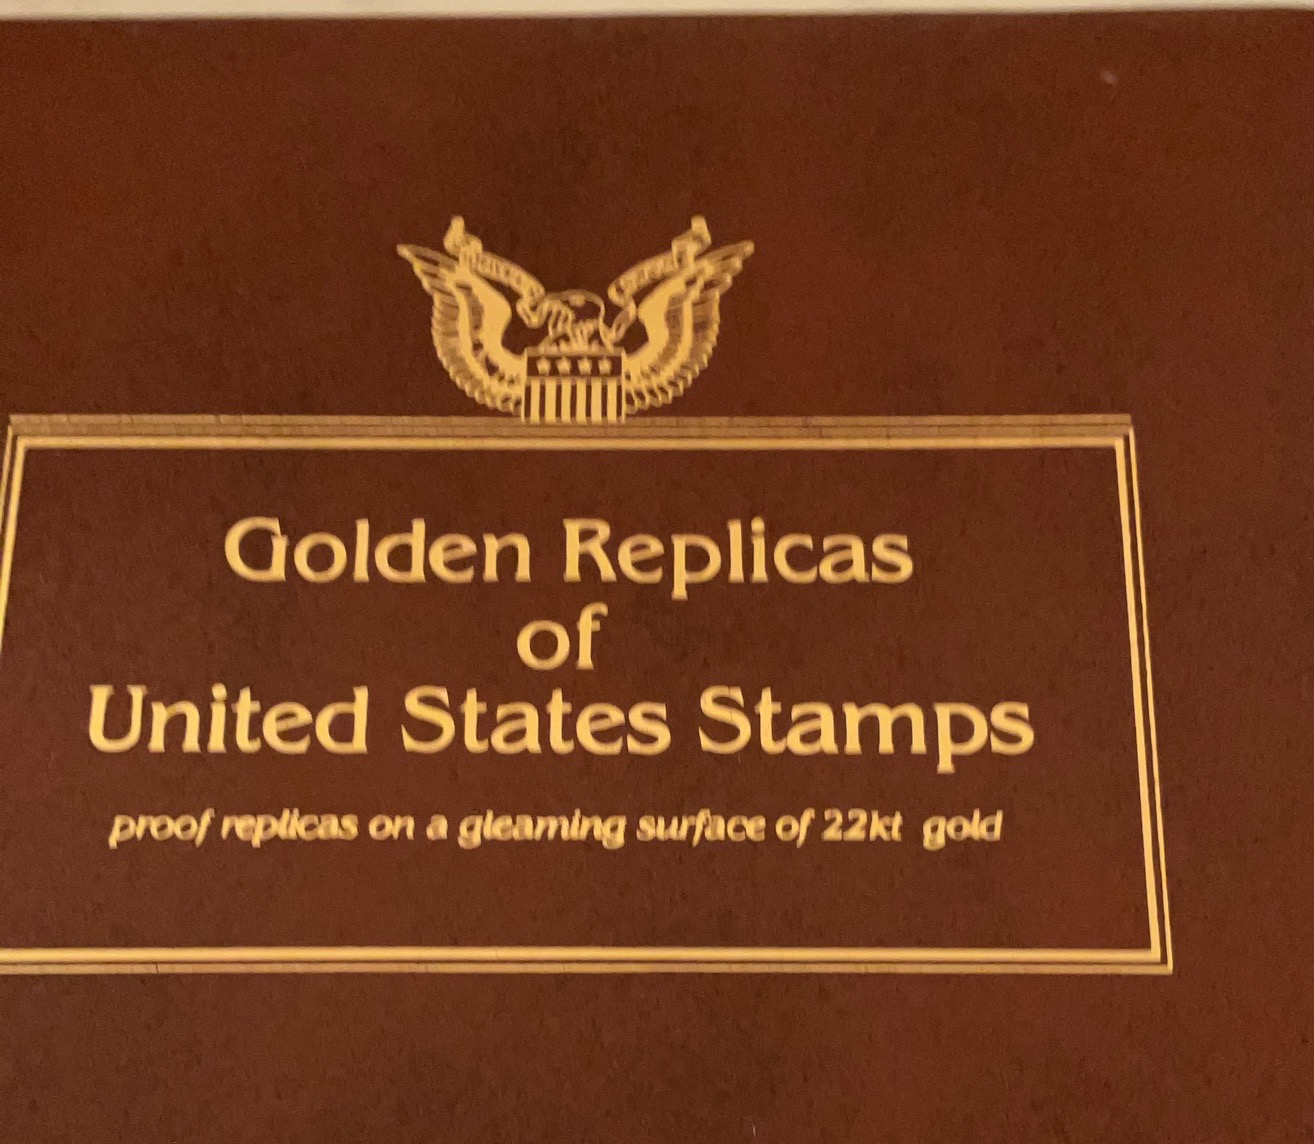 Golden Replicas
of
United States Stamps
proof replicas on a gleaming surface of 22kt gold